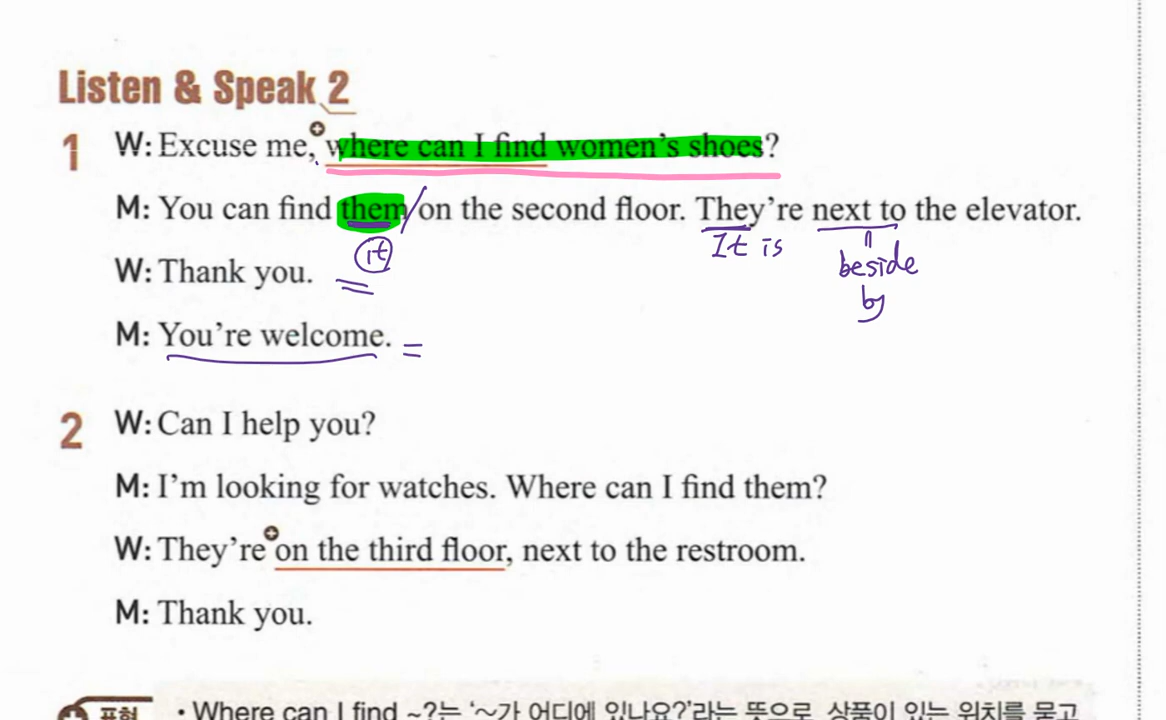 Listen & Speak 2
1 W: Excuse me, where can I find women's shoes?
M: You can find them/on the second floor. They're next to the elevator.
it It is beside
by
W: Thank you.
M: You're welcome.
2 W: Can I help you?
M: I'm looking for watches. Where can I find them?
W: They're on the third floor, next to the restroom.
M: Thank you.
표현 • Where can I find ~?는 '~가 어디에 있나요?'라는 뜻으로, 상품이 있는 위치를 묻고